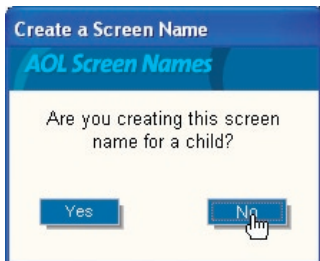 Create a Screen Name
AOL Screen Names
Are you creating this screen
name for a child?
Yes
No